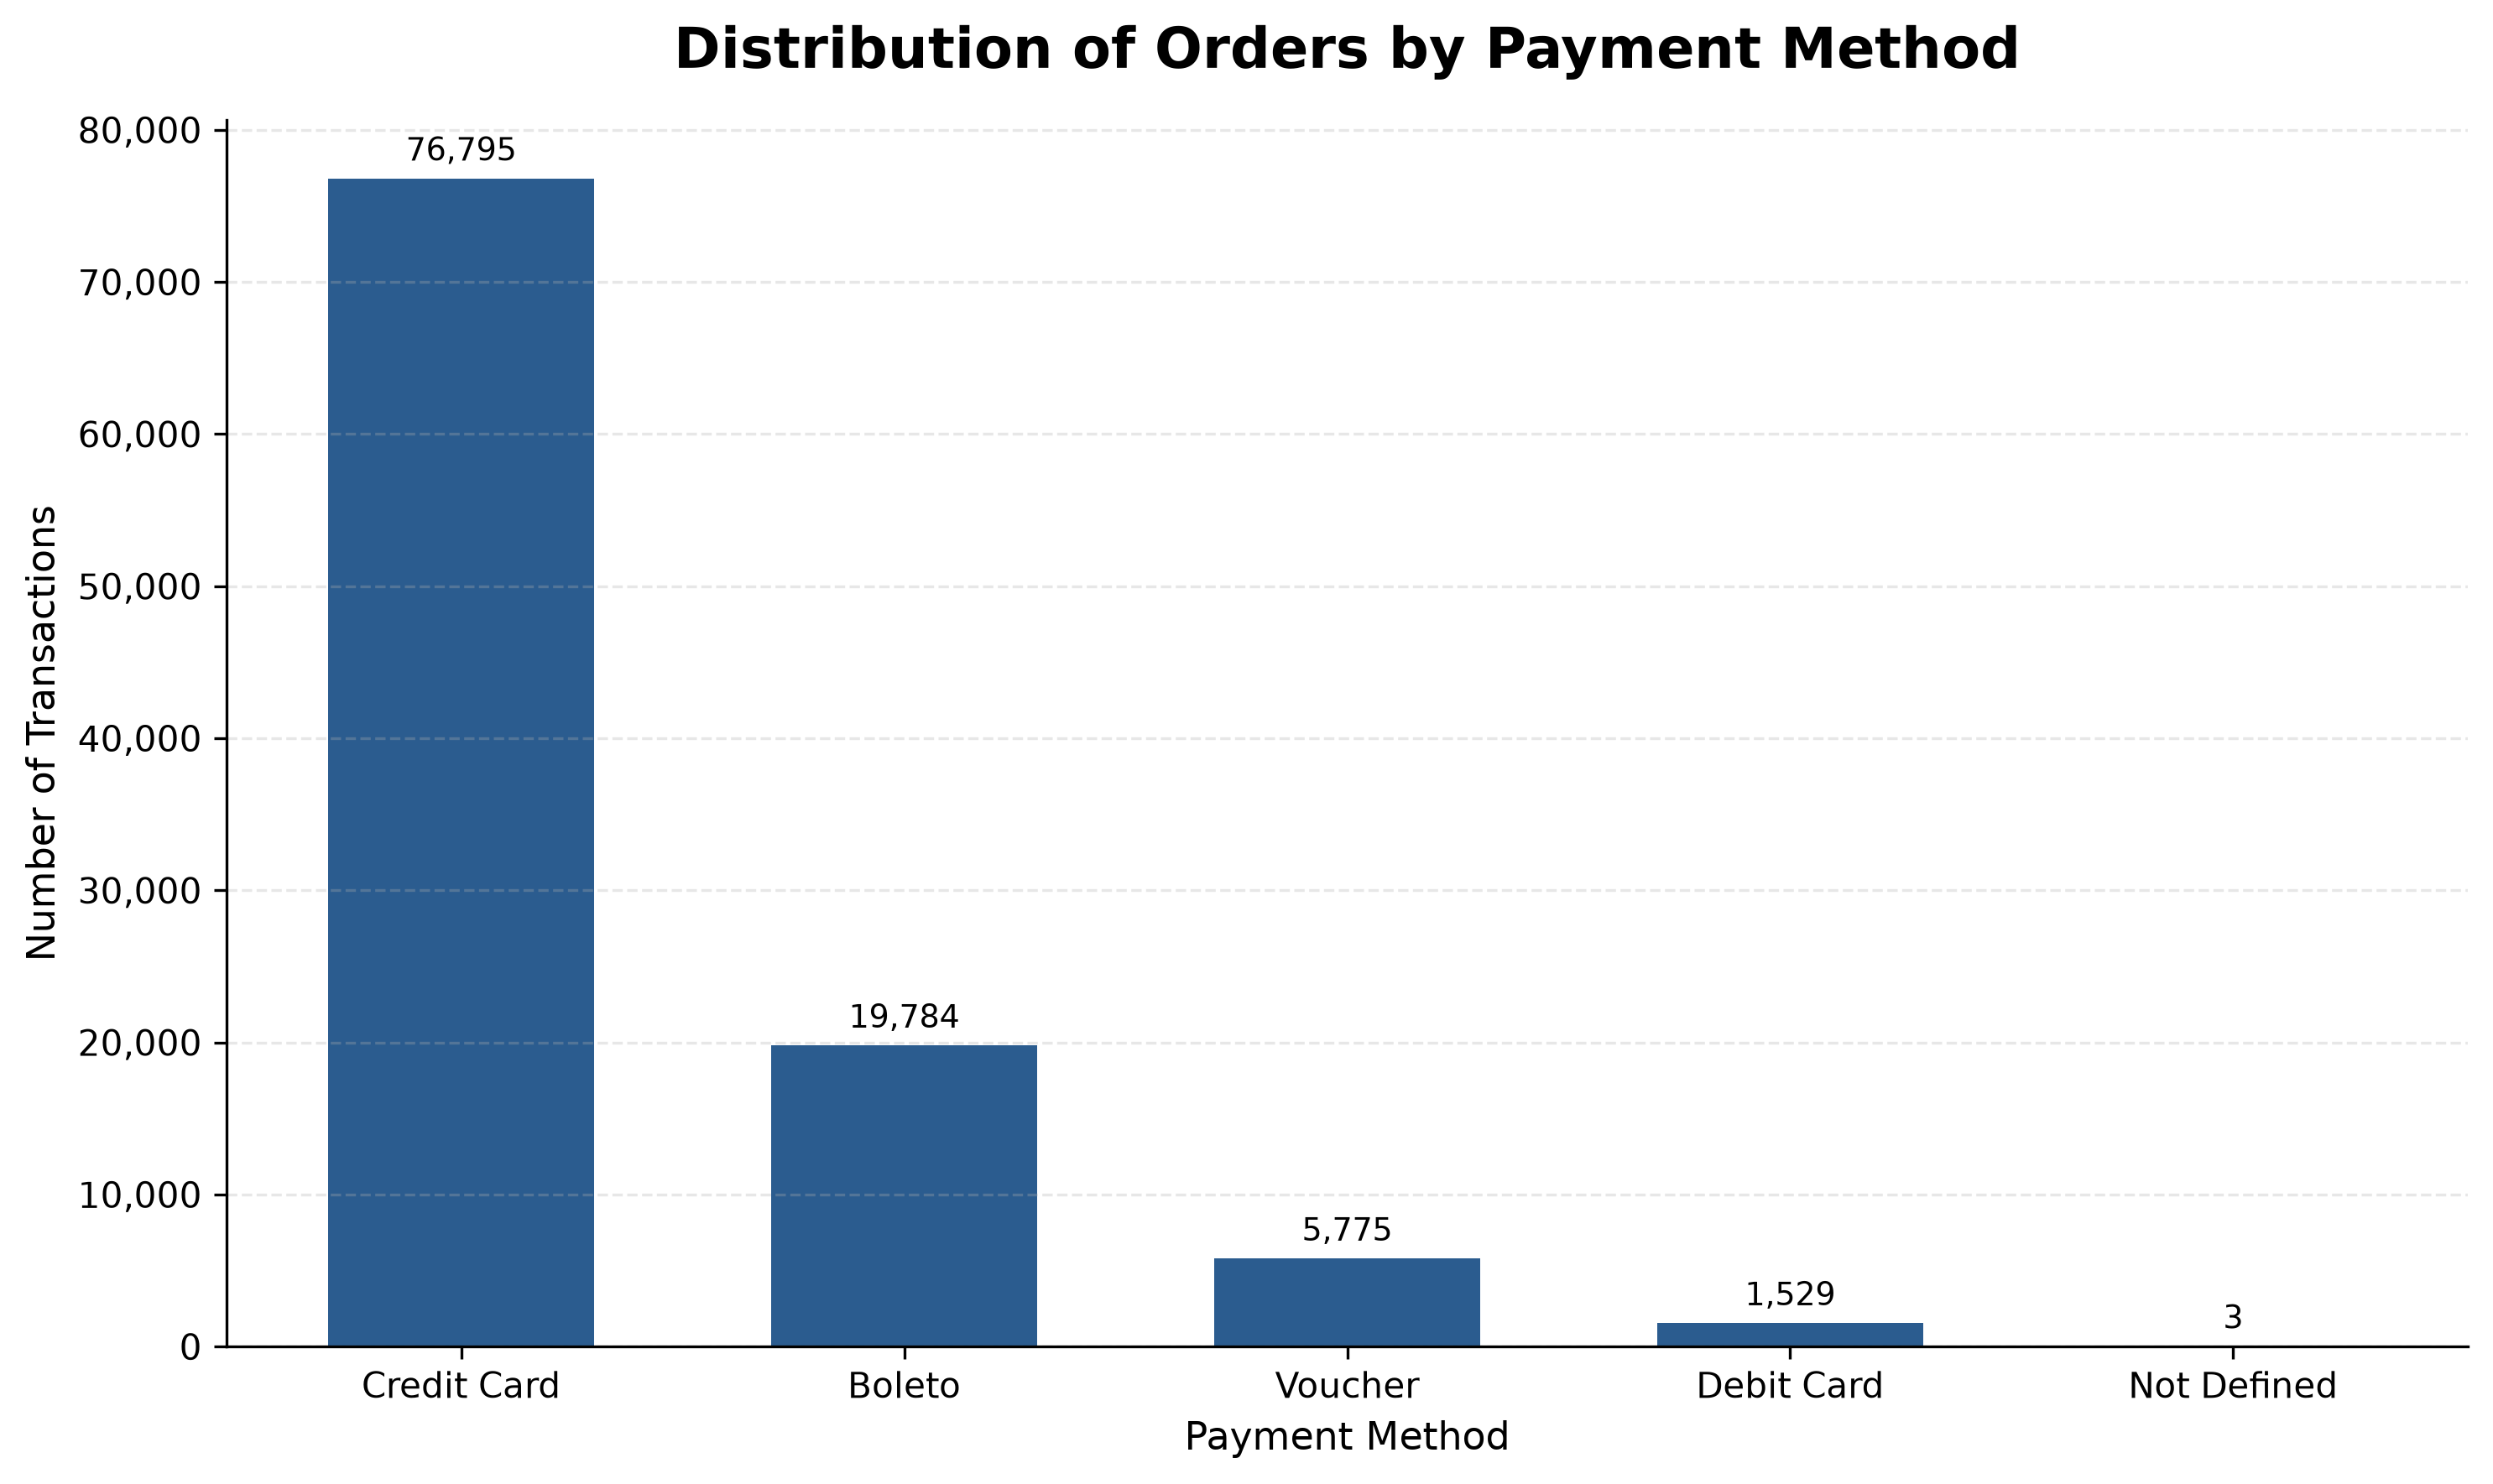 Distribution of Orders by Payment Method
Number of Transactions
80,000
70,000
60,000
50,000
40,000
30,000
20,000
10,000
0
76,795
19,784
5,775
1,529
3
Credit Card
Boleto
Voucher
Debit Card
Not Defined
Payment Method